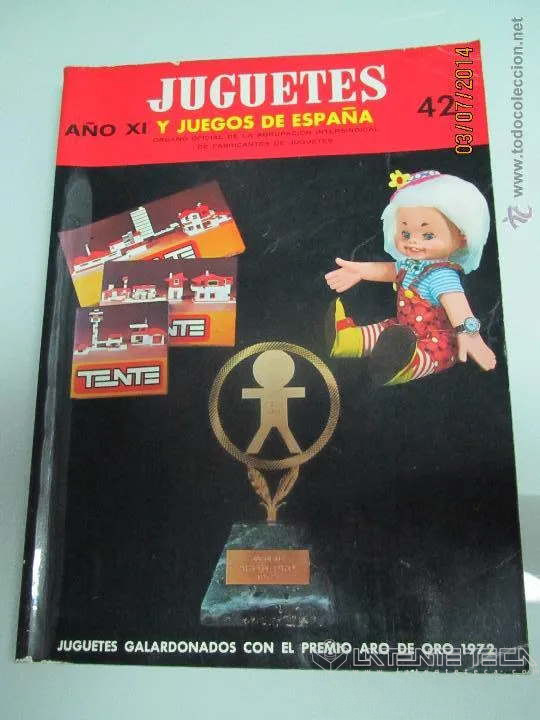 JUGUETES
AÑO XI Y JUEGOS DE ESPAÑA 42
ORGANO OFICIAL DE LA AGRUPACION INTERSINDICAL
DE FABRICANTES DE JUGUETES
TENTE
TENTE
TENTE
JUGUETES GALARDONADOS CON EL PREMIO ARO DE ORO 1972
03/07/2014
www.todocoleccion.net
LATENTETECA